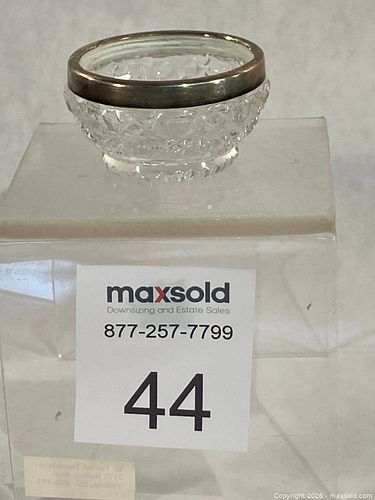 maxsold
Downsizing and Estate Sales
877-257-7799
44
Copyright ©2026 - maxsold.com